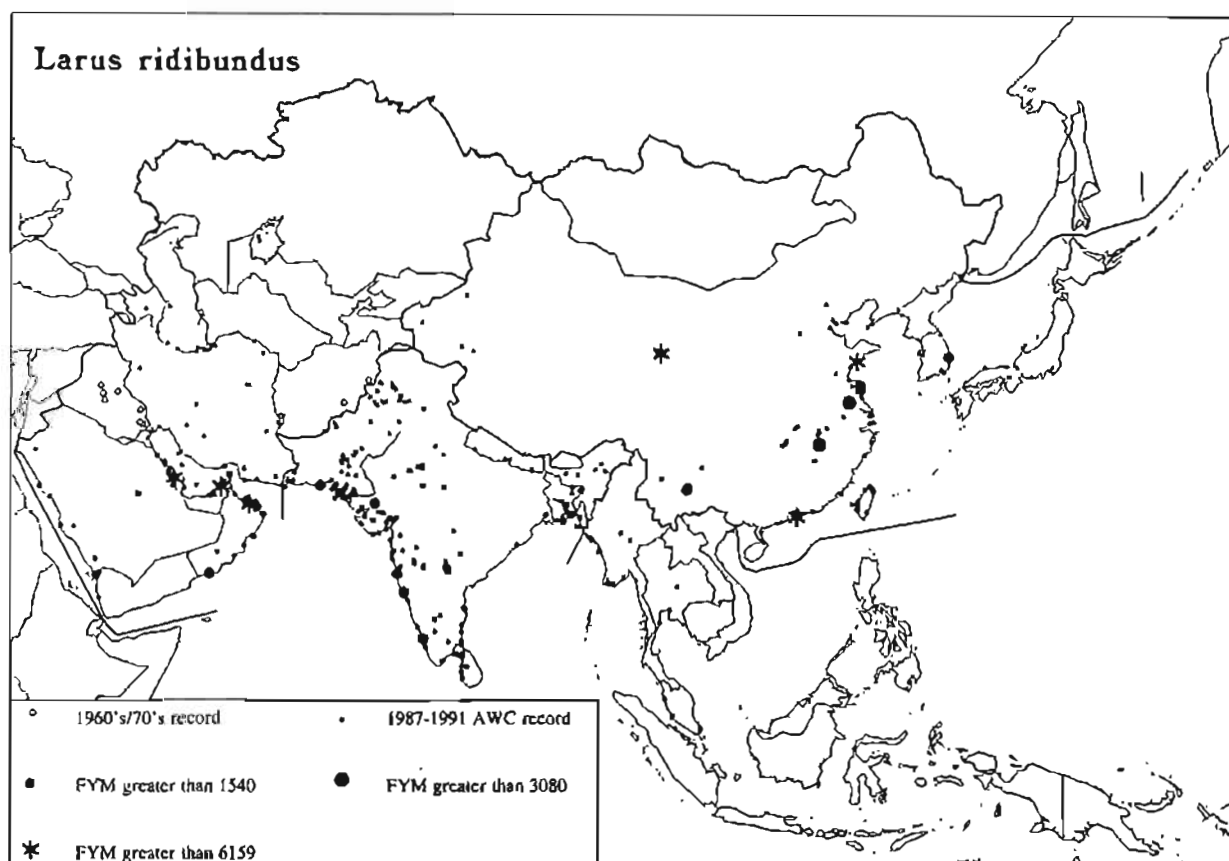 Larus ridibundus
1960's/70's record
1987-1991 AWC record
FYM greater than 1540
FYM greater than 3080
FYM greater than 6159